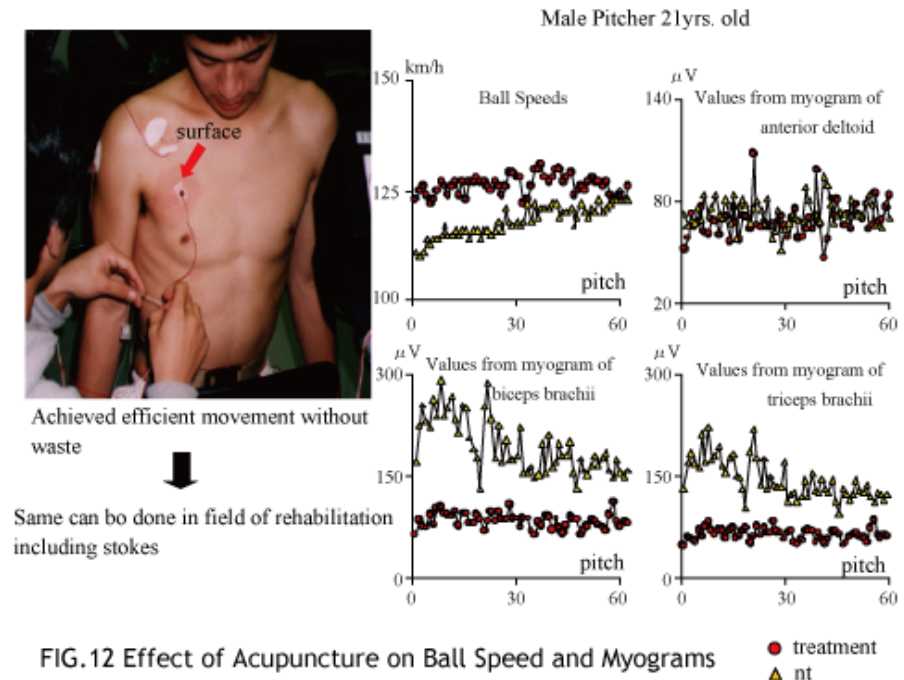 Male Pitcher 21yrs. old
surface
Achieved efficient movement without
waste
Same can bo done in field of rehabilitation
including stokes
km/h
150
125
100
0
30
60
Ball Speeds
pitch
μV
140
80
20
0
30
60
Values from myogram of
anterior deltoid
pitch
μV
300
150
0
0
30
60
Values from myogram of
biceps brachii
pitch
μV
300
150
0
0
30
60
Values from myogram of
triceps brachii
pitch
FIG.12 Effect of Acupuncture on Ball Speed and Myograms
treatment
nt